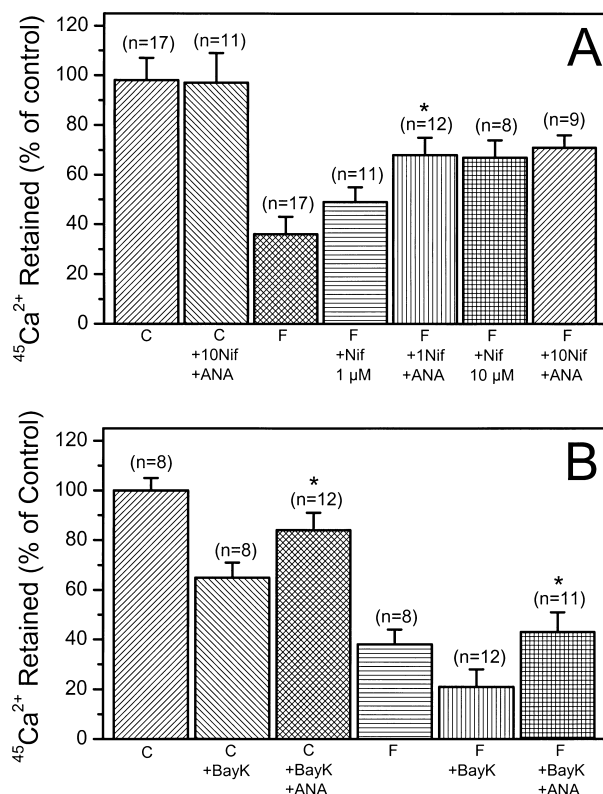 A
⁴⁵Ca²⁺ Retained (% of control)
120
100
80
60
40
20
0
(n=17)
(n=11)
(n=17)
(n=11)
*
(n=12)
(n=8)
(n=9)
C C F F F F F
+10Nif +Nif +1Nif +Nif +10Nif
+ANA 1 µM +ANA 10 µM +ANA
B
⁴⁵Ca²⁺ Retained (% of Control)
120
100
80
60
40
20
0
(n=8)
(n=8)
*
(n=12)
(n=8)
(n=12)
*
(n=11)
C C C F F F
+BayK +BayK +BayK +BayK
+ANA +ANA